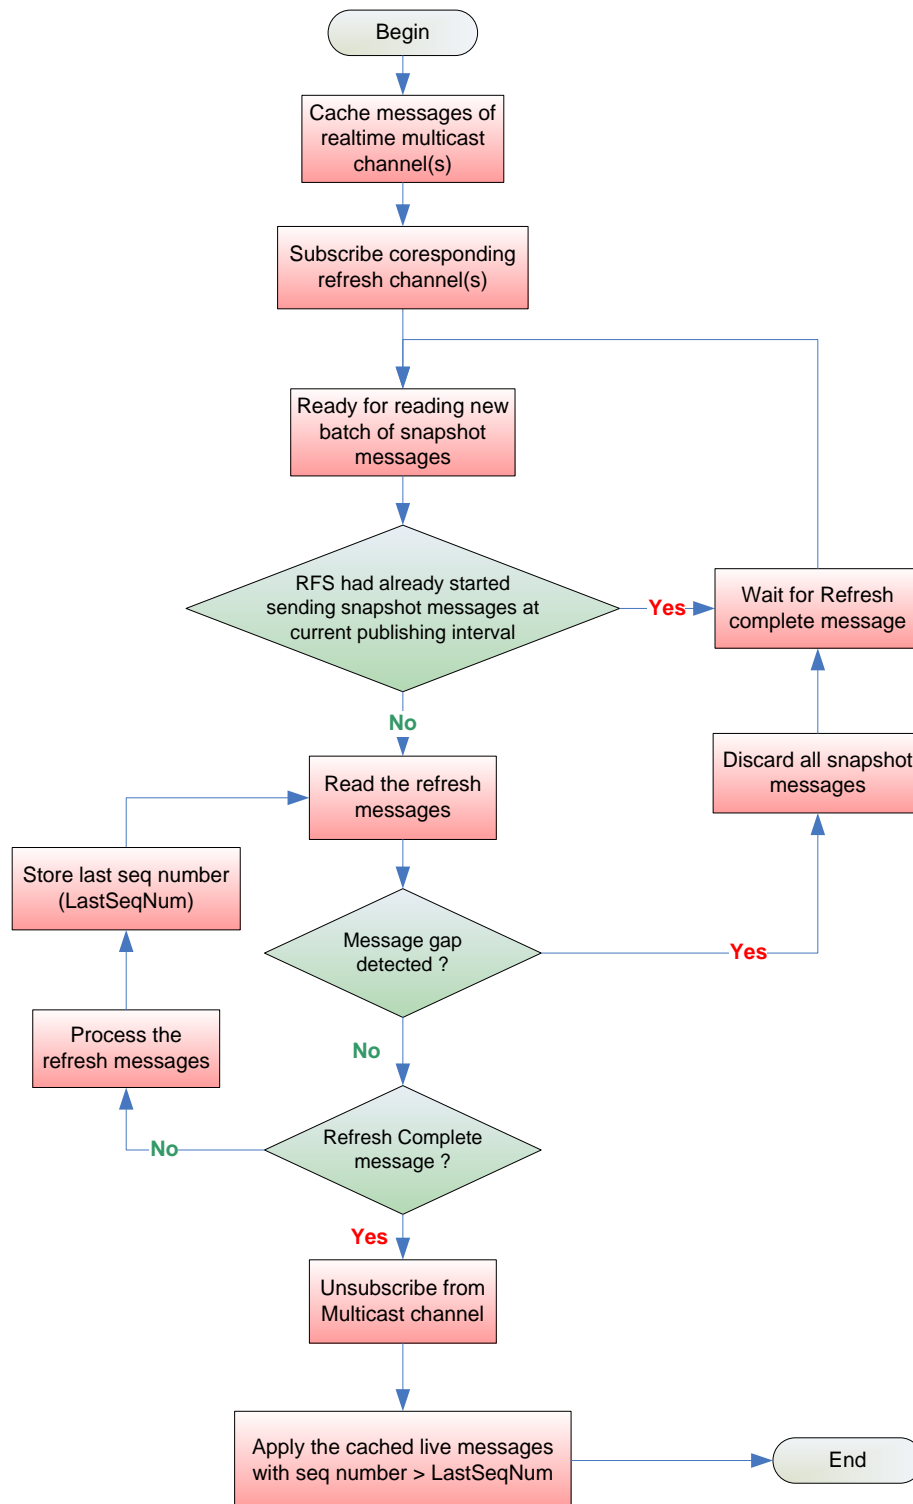 Begin
Cache messages of
realtime multicast
channel(s)
Subscribe coresponding
refresh channel(s)
Ready for reading new
batch of snapshot
messages
RFS had already started
sending snapshot messages at
current publishing interval
Yes
Wait for Refresh
complete message
No
Discard all snapshot
messages
Read the refresh
messages
Store last seq number
(LastSeqNum)
Message gap
detected ?
Yes
Process the
refresh messages
No
Refresh Complete
message ?
No
Yes
Unsubscribe from
Multicast channel
Apply the cached live messages
with seq number > LastSeqNum
End